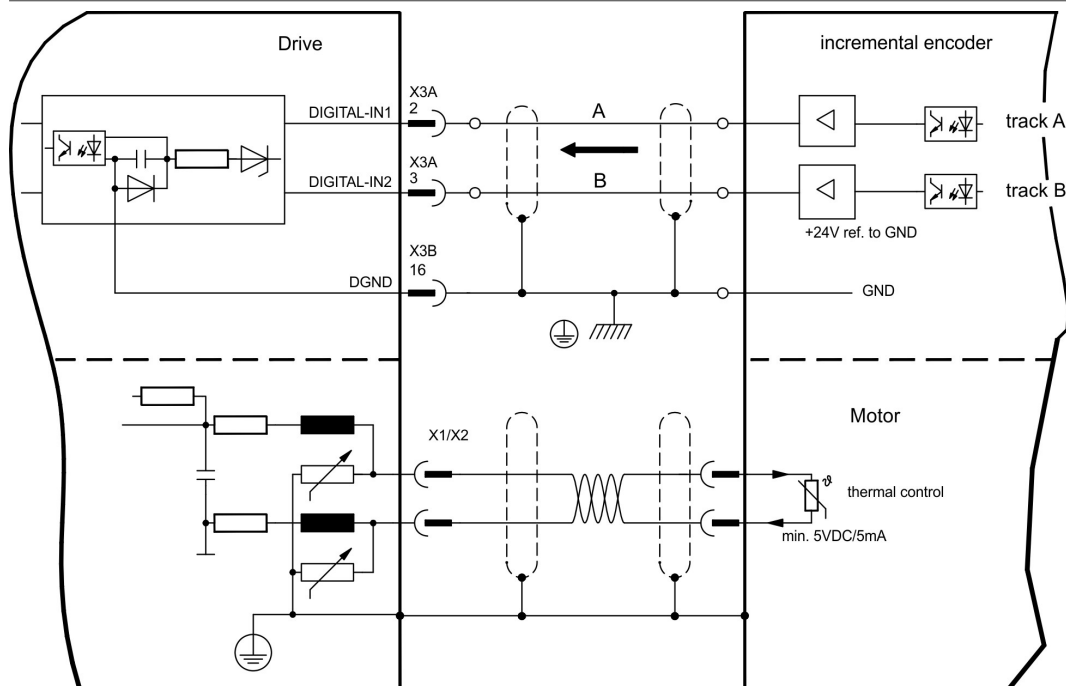 Drive
incremental encoder
X3A
2
DIGITAL-IN1
A
track A
X3A
3
DIGITAL-IN2
B
track B
+24V ref. to GND
X3B
16
DGND
GND
Motor
X1/X2
ϑ
thermal control
min. 5VDC/5mA